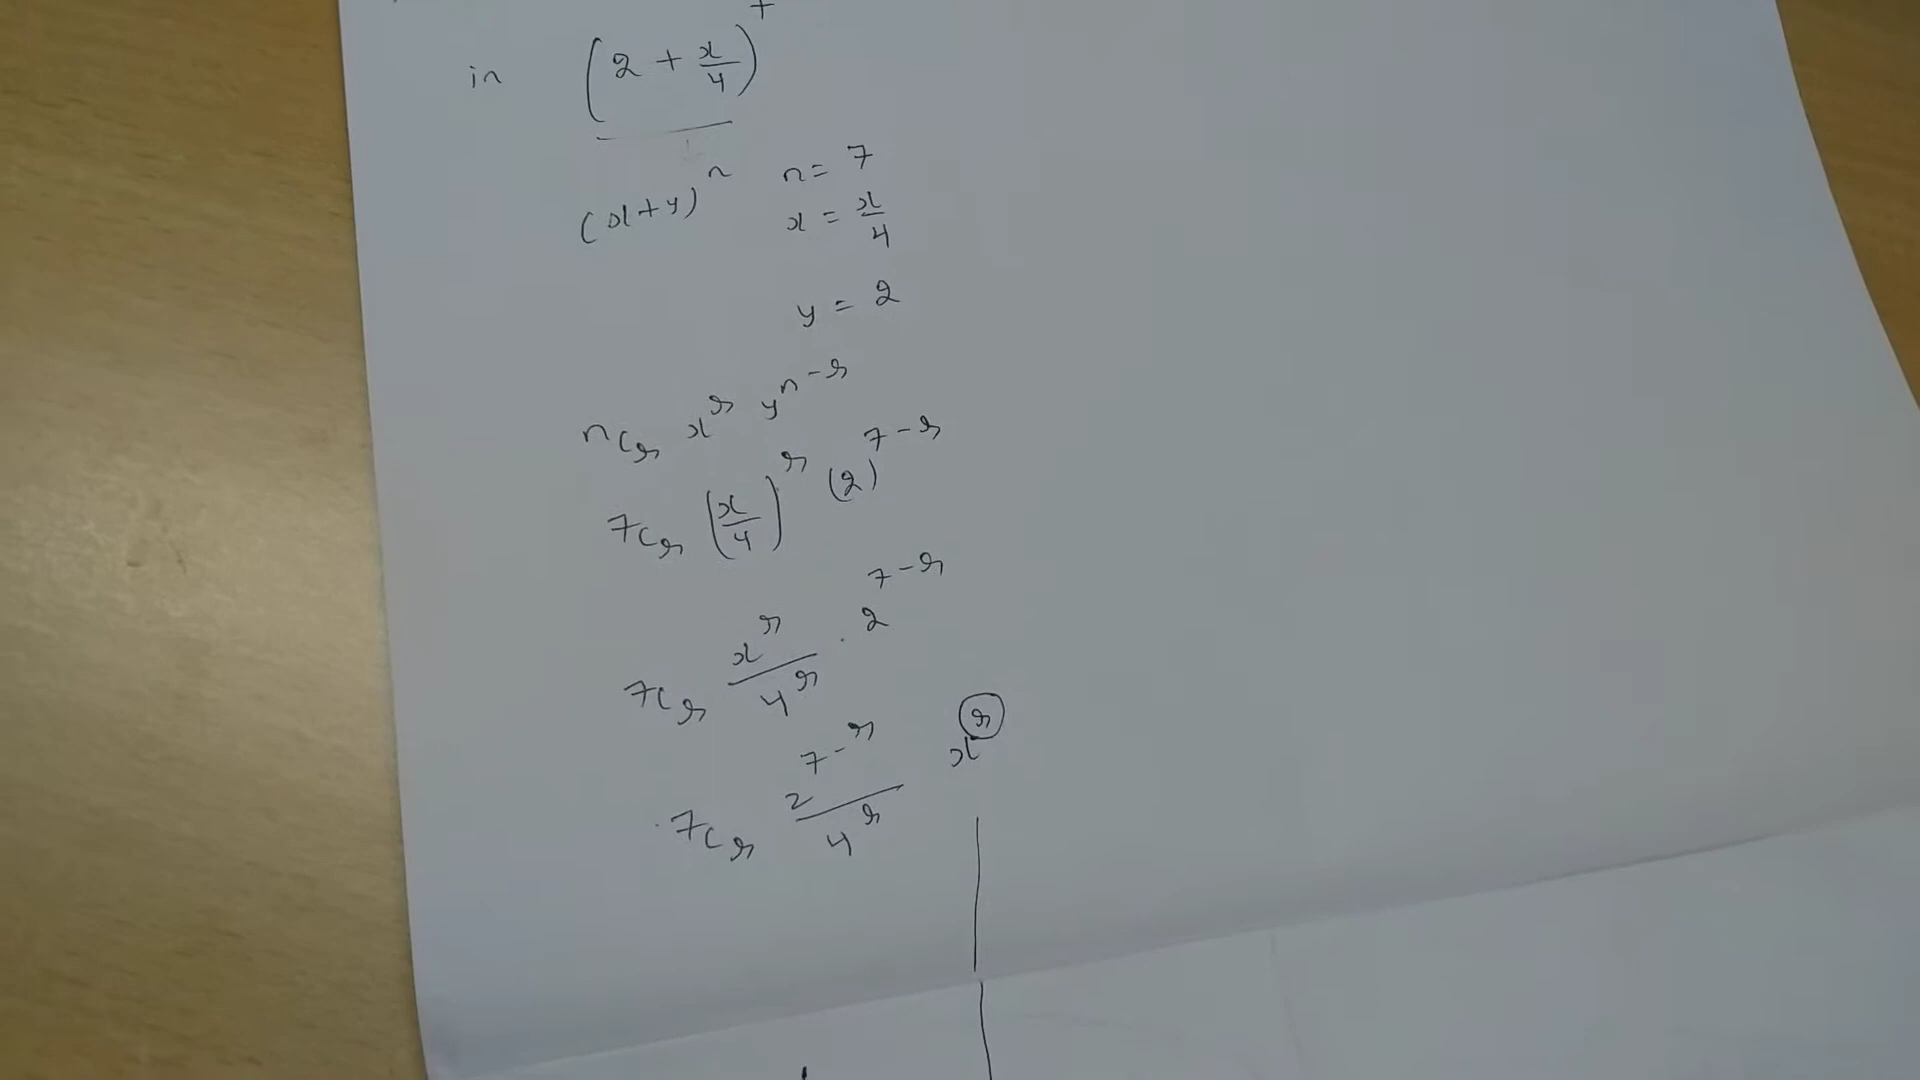 in (2 + x/4)^7
(x+y)^n n = 7
x = x/4
y = 2
nCr x^r y^n-r
7Cr (x/4)^r (2)^7-r
7Cr x^r/4^r . 2^7-r
7Cr 2^7-r/4^r x^r